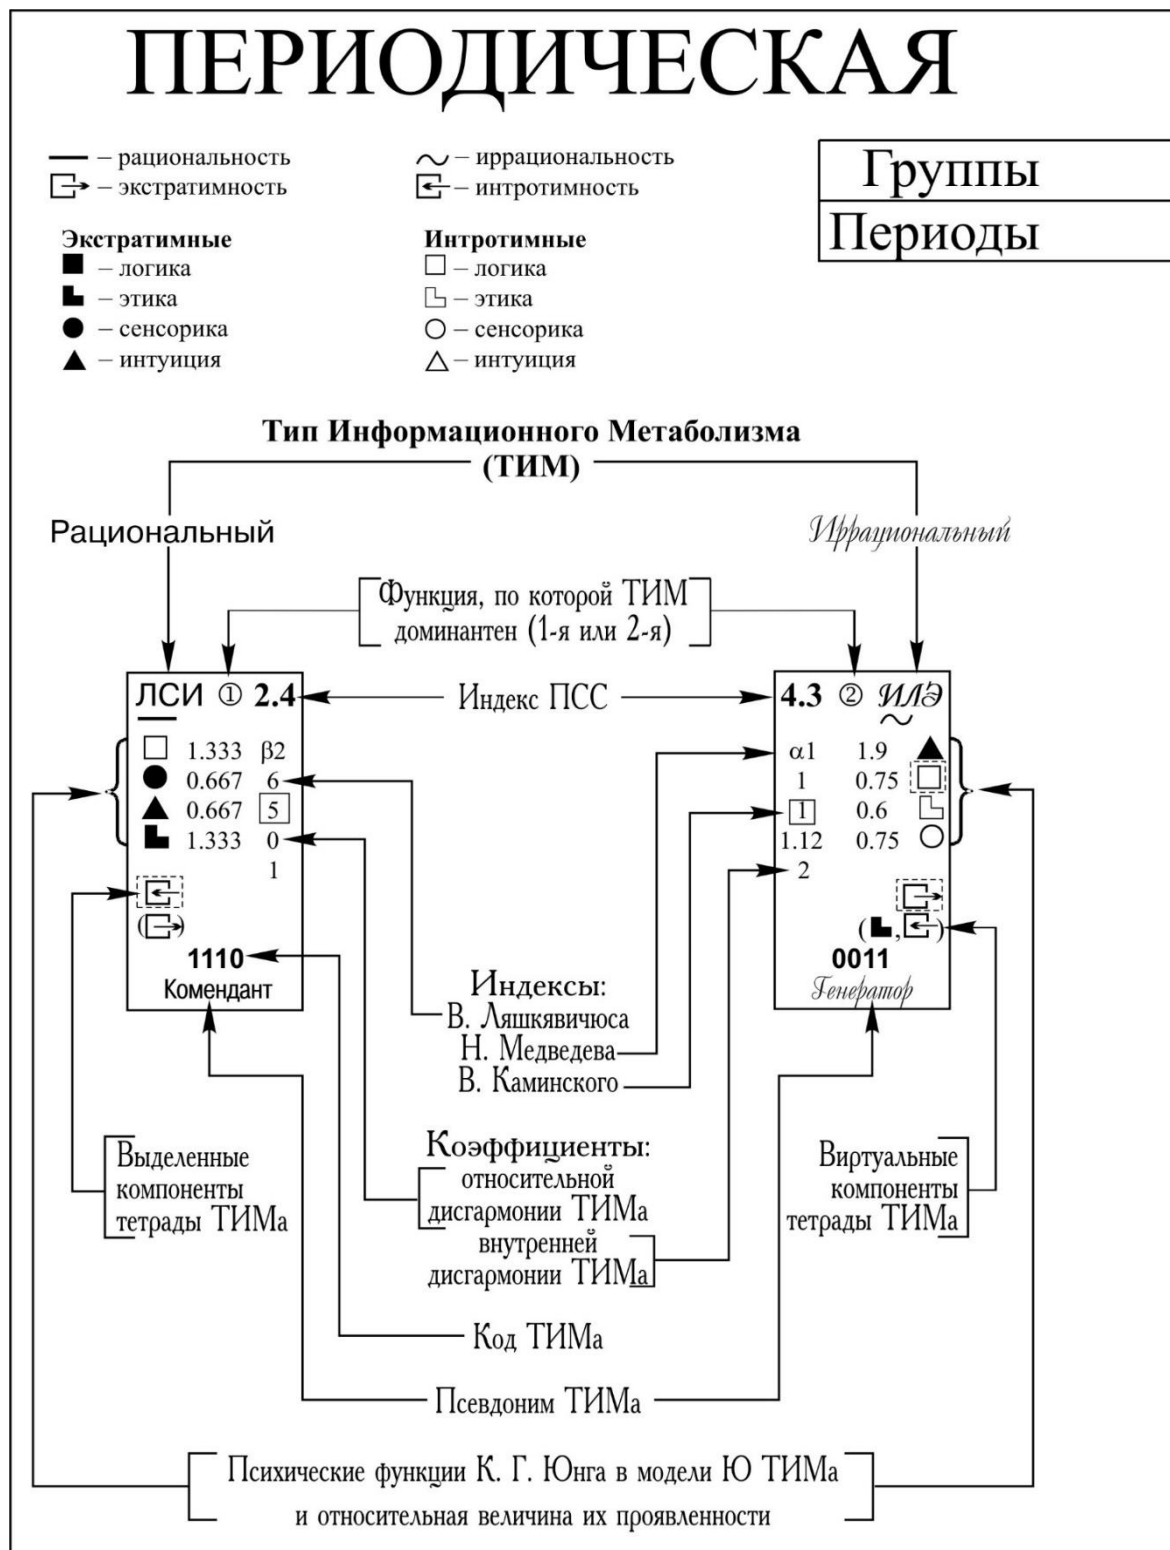 ПЕРИОДИЧЕСКАЯ
– рациональность
– иррациональность
– экстратимность
– интротимность
Группы
Периоды
Экстратимные
– логика
– этика
– сенсорика
– интуиция
Интротимные
– логика
– этика
– сенсорика
– интуиция
Тип Информационного Метаболизма
(ТИМ)
Рациональный
Иррациональный
Функция, по которой ТИМ
доминантен (1-я или 2-я)
ЛСИ ① 2.4
Индекс ПСС
4.3 ② ИЛЭ
1.333 β2
0.667 6
0.667 5
1.333 0
1
( )
1110
Комендант
α1 1.9
1 0.75
1 0.6
1.12 0.75
2
( , )
0011
Генератор
Индексы:
В. Ляшкявичюса
Н. Медведева
В. Каминского
Выделенные
компоненты
тетрады ТИМа
Коэффициенты:
относительной
дисгармонии ТИМа
внутренней
дисгармонии ТИМа
Виртуальные
компоненты
тетрады ТИМа
Код ТИМа
Псевдоним ТИМа
Психические функции К. Г. Юнга в модели Ю ТИМа
и относительная величина их проявленности